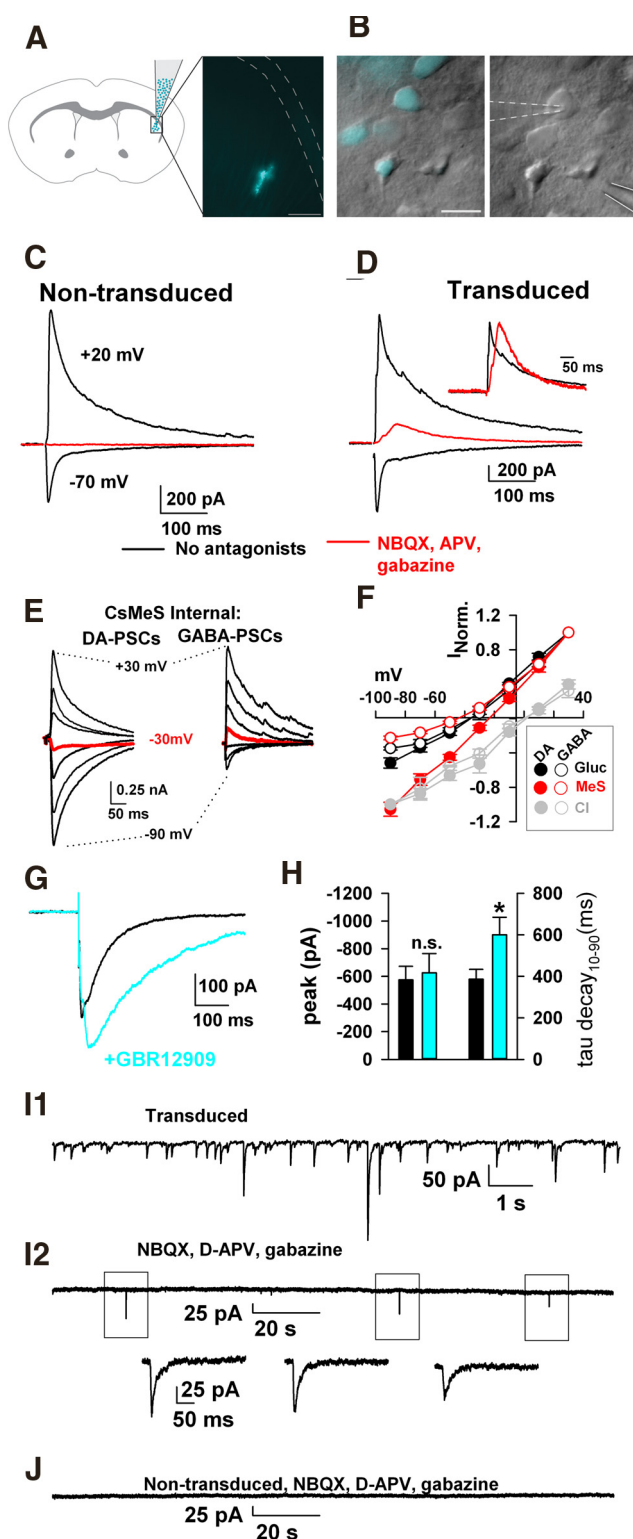 A
B
C
Non-transduced
+20 mV
-70 mV
200 pA
100 ms
D
Transduced
50 ms
200 pA
100 ms
No antagonists
NBQX, APV,
gabazine
E
CsMeS Internal:
DA-PSCs
GABA-PSCs
+30 mV
-30mV
0.25 nA
50 ms
-90 mV
F
INorm.
mV
1.2
0.8
-100
-80
-60
40
-0.8
-1.2
DA
GABA
Gluc
MeS
Cl
G
100 pA
100 ms
+GBR12909
H
peak (pA)
-1200
-1000
-800
-600
-400
-200
0
n.s.
*
800
600
400
200
0
tau decay10-90(ms)
I1
Transduced
50 pA
1 s
I2
NBQX, D-APV, gabazine
25 pA
20 s
25 pA
50 ms
J
Non-transduced, NBQX, D-APV, gabazine
25 pA
20 s